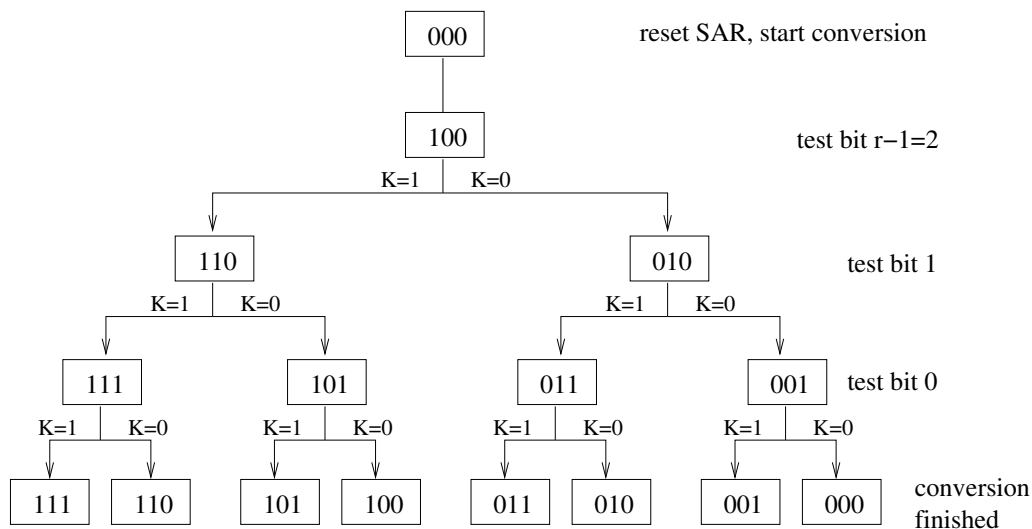 000
reset SAR, start conversion
100
test bit r−1=2
K=1 K=0
110
010
test bit 1
K=1 K=0
K=1 K=0
111
101
011
001
test bit 0
K=1 K=0
K=1 K=0
K=1 K=0
K=1 K=0
111
110
101
100
011
010
001
000
conversion
finished